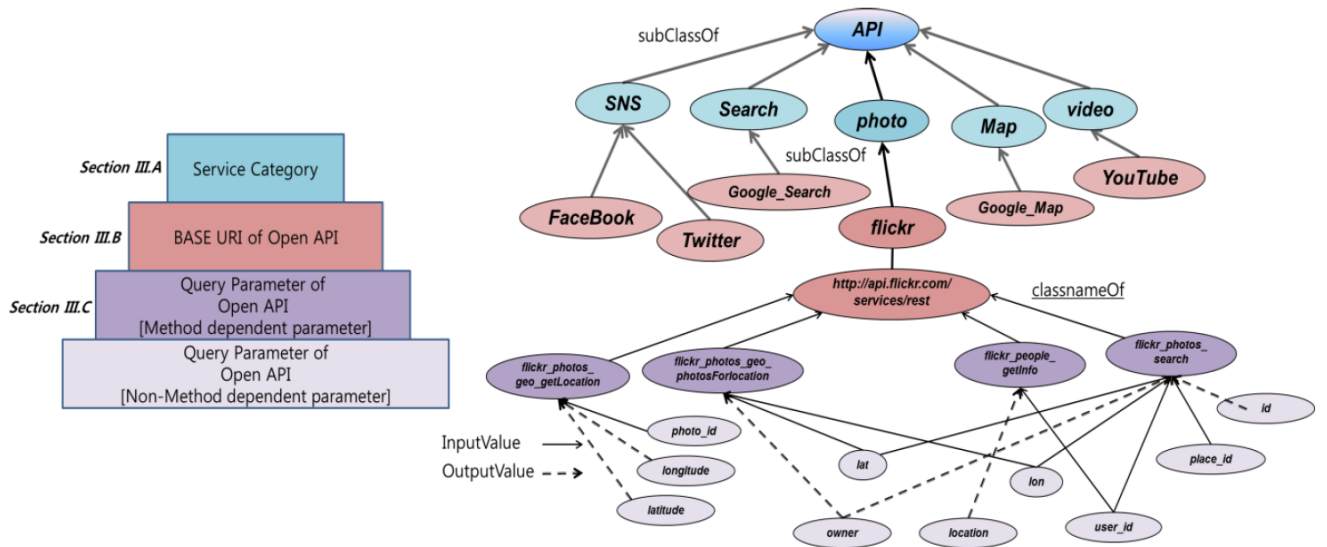 Section III.A
Service Category
Section III.B
BASE URI of Open API
Section III.C
Query Parameter of
Open API
[Method dependent parameter]
Query Parameter of
Open API
[Non-Method dependent parameter]
API
subClassOf
SNS
Search
photo
Map
video
subClassOf
FaceBook
Twitter
Google_Search
flickr
Google_Map
YouTube
http://api.flickr.com/
services/rest
classnameOf
flickr_photos_
geo_getLocation
flickr_photos_geo_
photosForlocation
flickr_people_
getInfo
flickr_photos_
search
InputValue
OutputValue
photo_id
longitude
latitude
lat
lon
owner
location
user_id
place_id
id